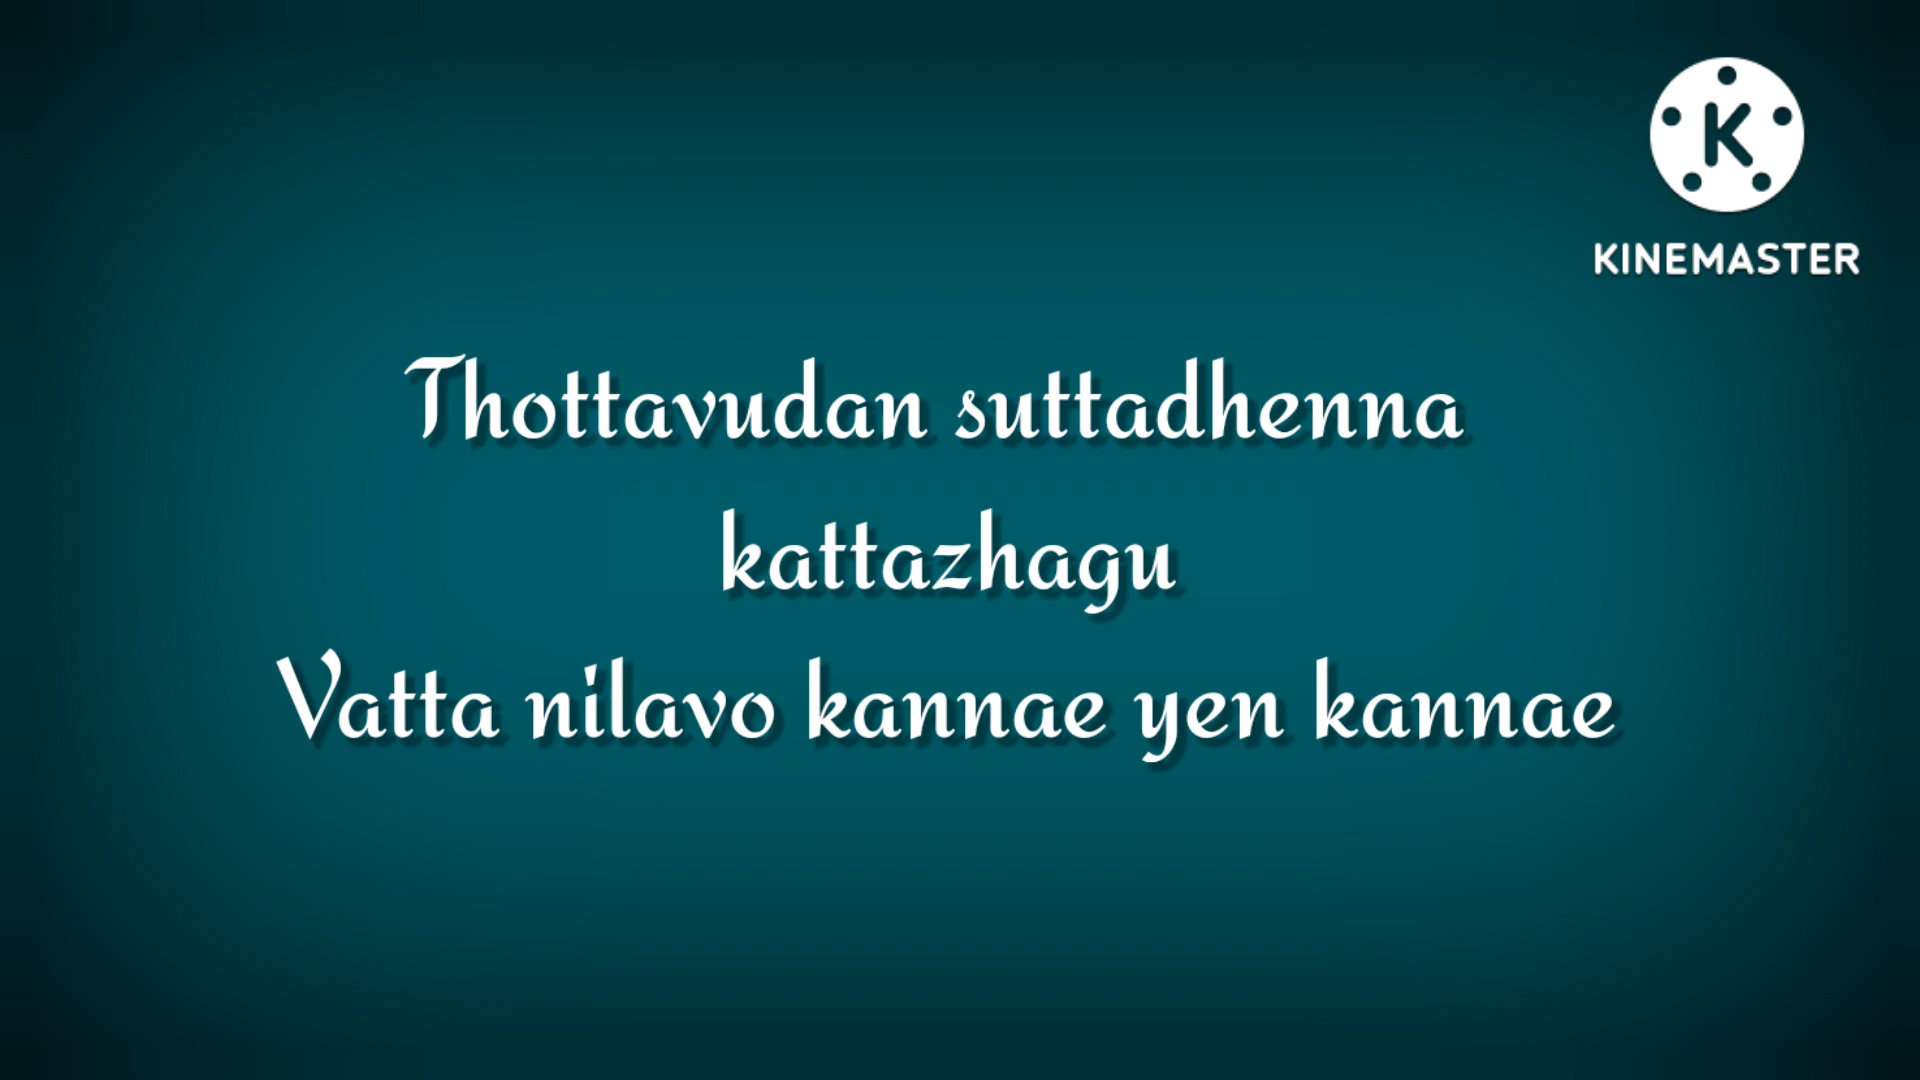 K
KINEMASTER
Thottavudan suttadhenna
kattazhagu
Vatta nilavo kannae yen kannae